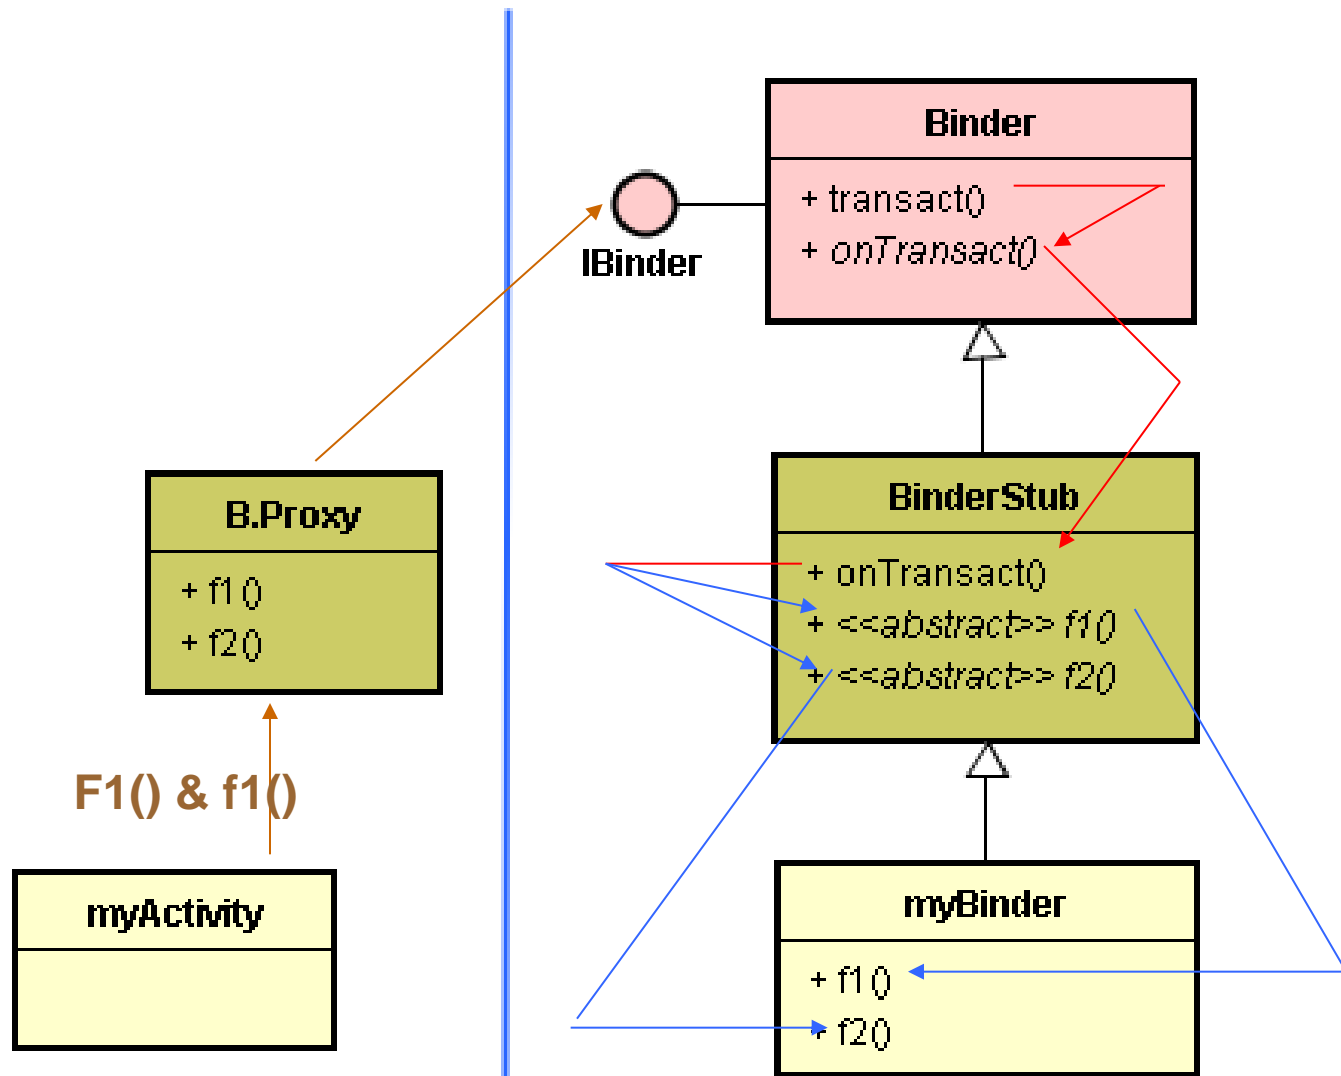 Binder
+ transact()
+ onTransact()
IBinder
B.Proxy
+ f1()
+ f2()
BinderStub
+ onTransact()
+ <<abstract>> f1()
+ <<abstract>> f2()
F1() & f1()
myActivity
myBinder
+ f1()
+ f2()